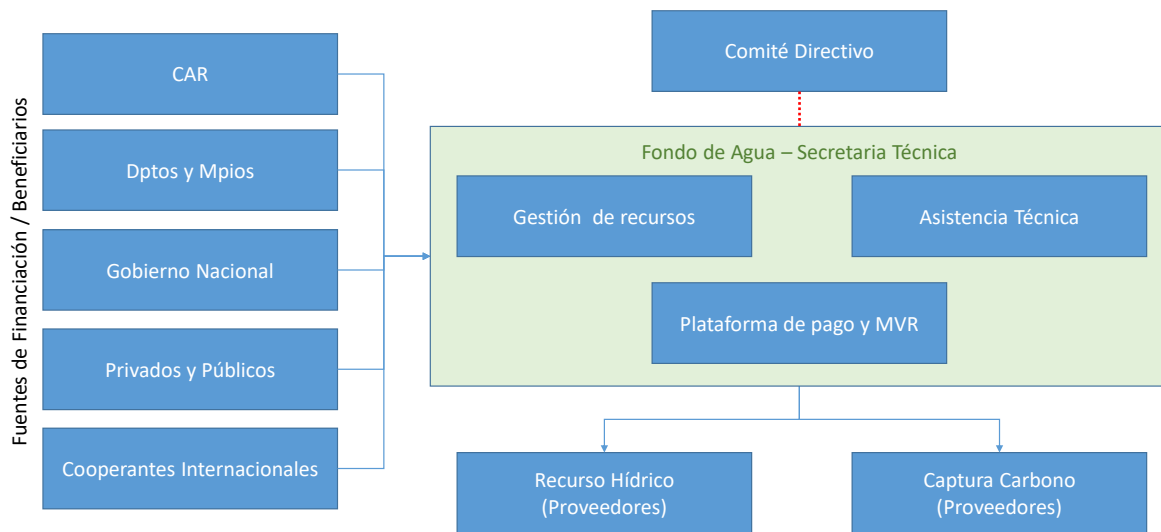 Fuentes de Financiación / Beneficiarios
CAR
Dptos y Mpios
Gobierno Nacional
Privados y Públicos
Cooperantes Internacionales
Comité Directivo
Fondo de Agua – Secretaria Técnica
Gestión de recursos
Asistencia Técnica
Plataforma de pago y MVR
Recurso Hídrico
(Proveedores)
Captura Carbono
(Proveedores)